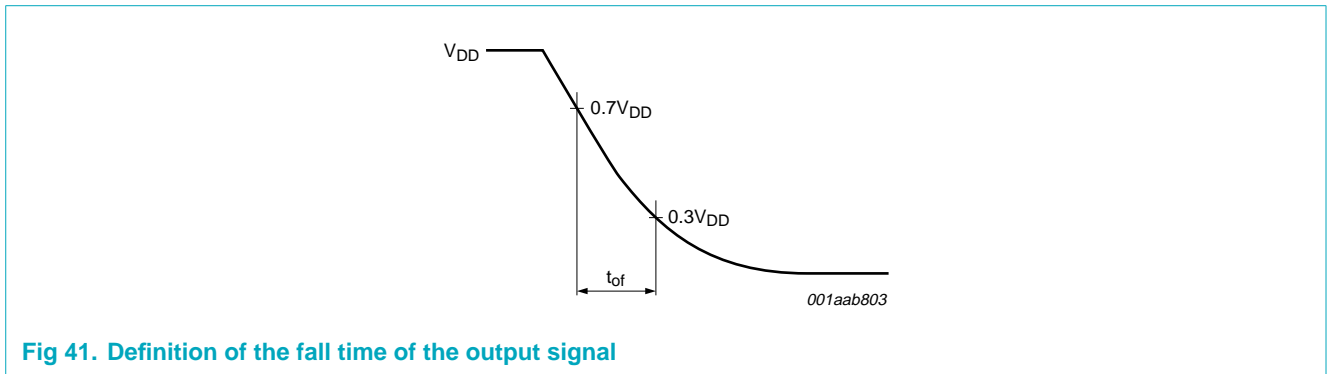 VDD
0.7VDD
0.3VDD
tof
001aab803
Fig 41. Definition of the fall time of the output signal